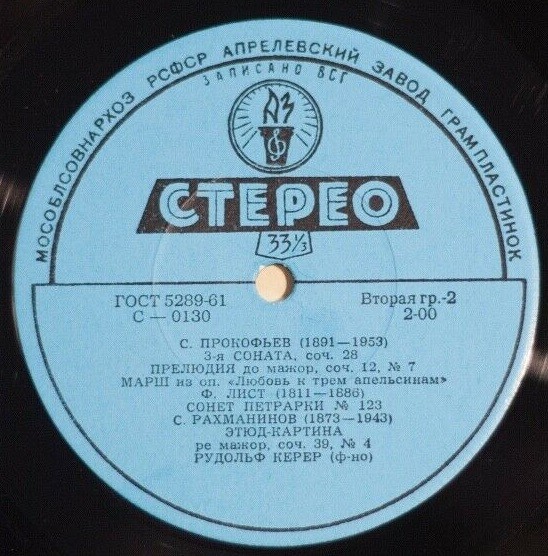 МОСОБЛСОВНАРХОЗ РСФСР АПРЕЛЕВСКИЙ ЗАВОД ГРАМПЛАСТИНОК
ЗАПИСАНО ВСГ
АЗ
СТЕРЕО
33⅓
ГОСТ 5289-61 Вторая гр.-2
С — 0130 2-00
С. ПРОКОФЬЕВ (1891—1953)
3-я СОНАТА, соч. 28
ПРЕЛЮДИЯ до мажор, соч. 12, № 7
МАРШ из оп. «Любовь к трем апельсинам»
Ф. ЛИСТ (1811—1886)
СОНЕТ ПЕТРАРКИ № 123
С. РАХМАНИНОВ (1873—1943)
ЭТЮД-КАРТИНА
ре мажор, соч. 39, № 4
РУДОЛЬФ КЕРЕР (ф-но)